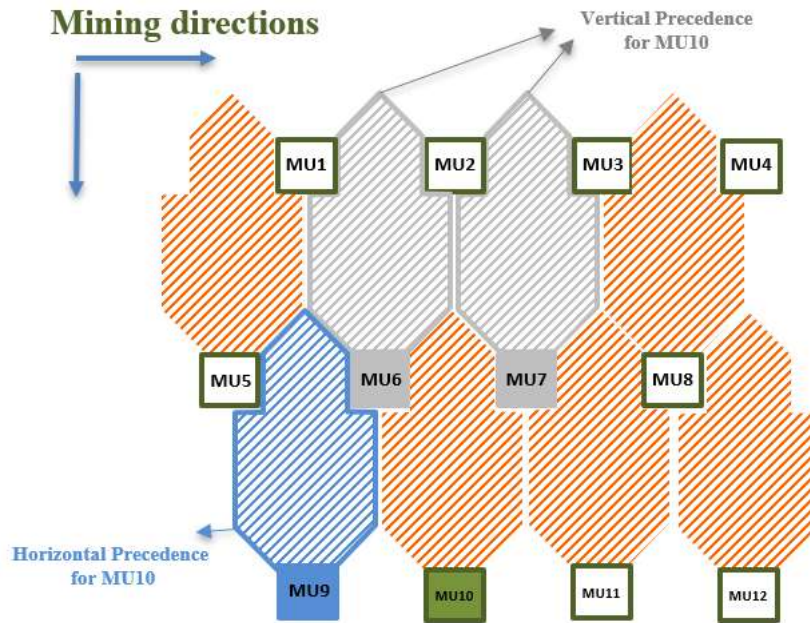 Mining directions
Vertical Precedence
for MU10
MU1
MU2
MU3
MU4
MU5
MU6
MU7
MU8
Horizontal Precedence
for MU10
MU9
MU10
MU11
MU12